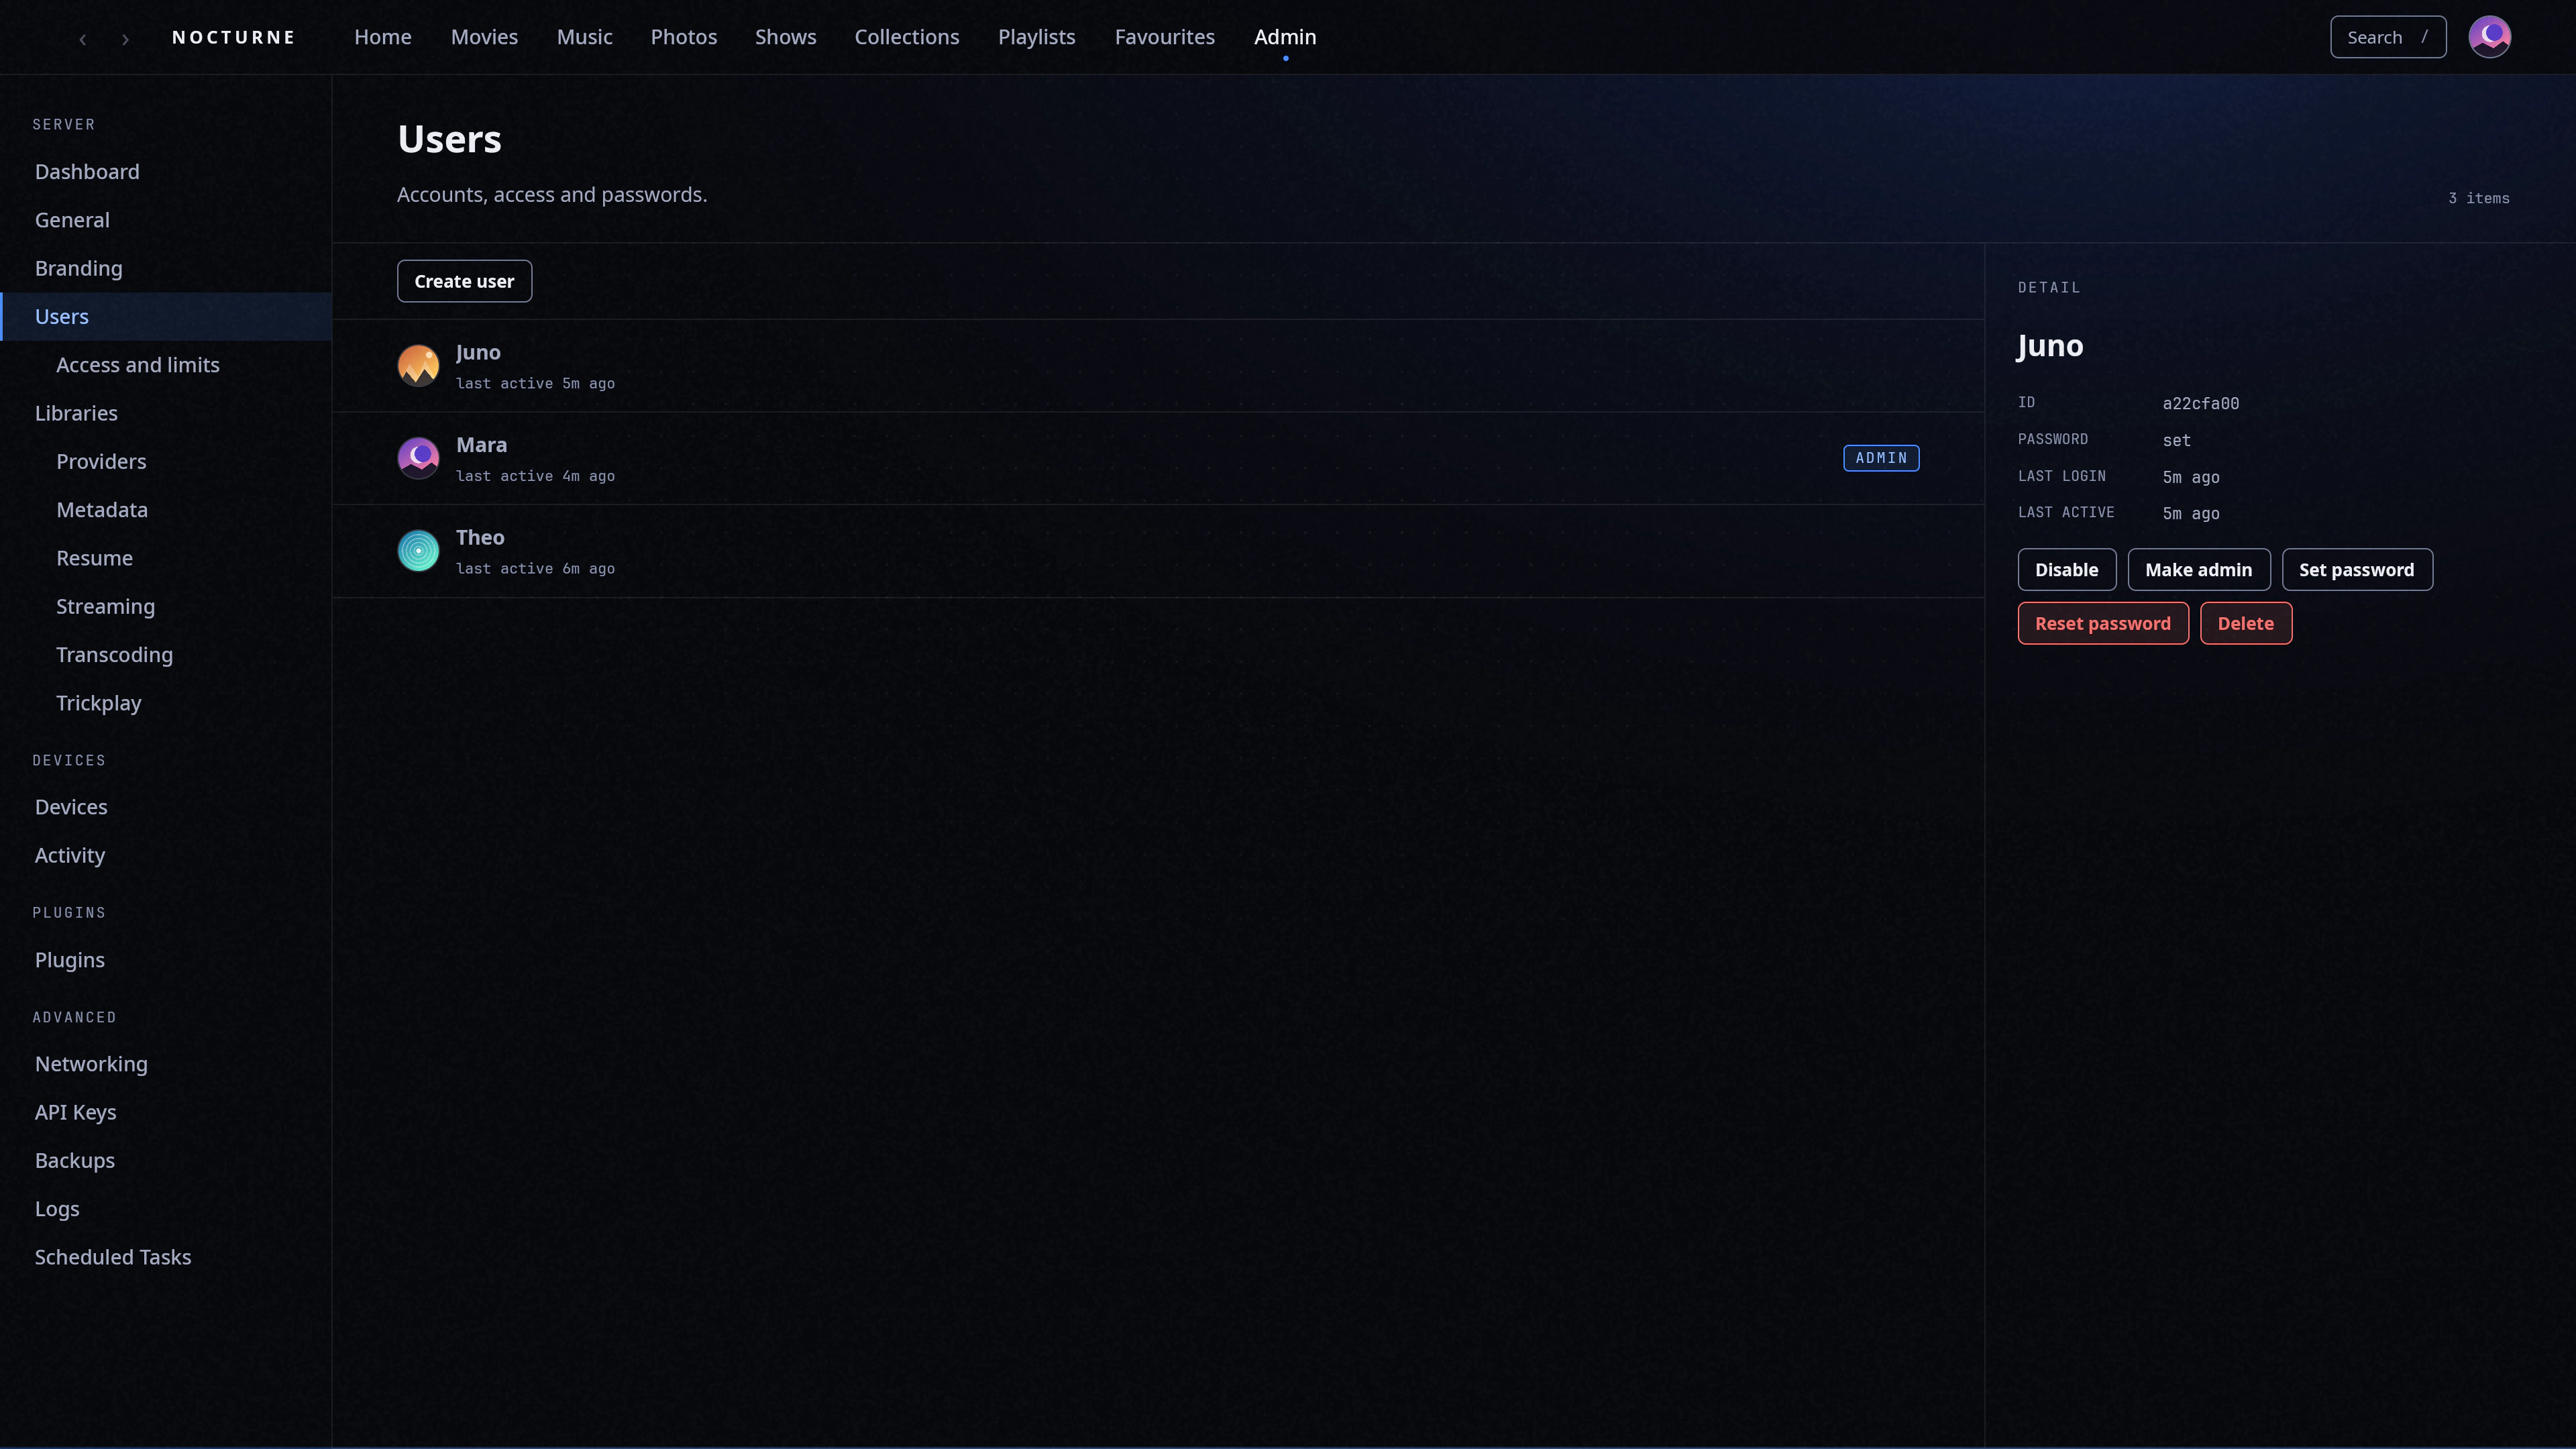 ‹ › NOCTURNE Home Movies Music Photos Shows Collections Playlists Favourites Admin Search /
SERVER
Dashboard
General
Branding
Users
Access and limits
Libraries
Providers
Metadata
Resume
Streaming
Transcoding
Trickplay
DEVICES
Devices
Activity
PLUGINS
Plugins
ADVANCED
Networking
API Keys
Backups
Logs
Scheduled Tasks
Users
Accounts, access and passwords.
3 items
Create user
Juno
last active 5m ago
Mara
last active 4m ago
ADMIN
Theo
last active 6m ago
DETAIL
Juno
ID a22cfa00
PASSWORD set
LAST LOGIN 5m ago
LAST ACTIVE 5m ago
Disable Make admin Set password
Reset password Delete